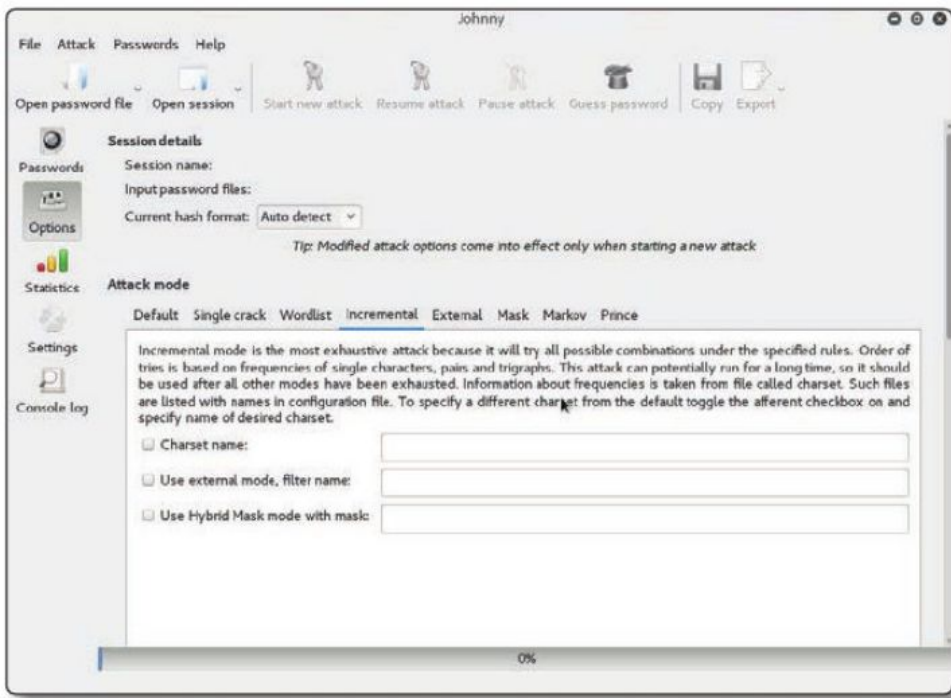 Johnny
File Attack Passwords Help
Open password file Open session Start new attack Resume attack Pause attack Guess password Copy Export
Passwords
Options
Statistics
Settings
Console log
Session details
Session name:
Input password files:
Current hash format: Auto detect
Tip: Modified attack options come into effect only when starting a new attack
Attack mode
Default Single crack Wordlist Incremental External Mask Markov Prince
Incremental mode is the most exhaustive attack because it will try all possible combinations under the specified rules. Order of
tries is based on frequencies of single characters, pairs and trigraphs. This attack can potentially run for a long time, so it should
be used after all other modes have been exhausted. Information about frequencies is taken from file called charset. Such files
are listed with names in configuration file. To specify a different charset from the default toggle the afferent checkbox on and
specify name of desired charset.
Charset name:
Use external mode, filter name:
Use Hybrid Mask mode with mask:
0%